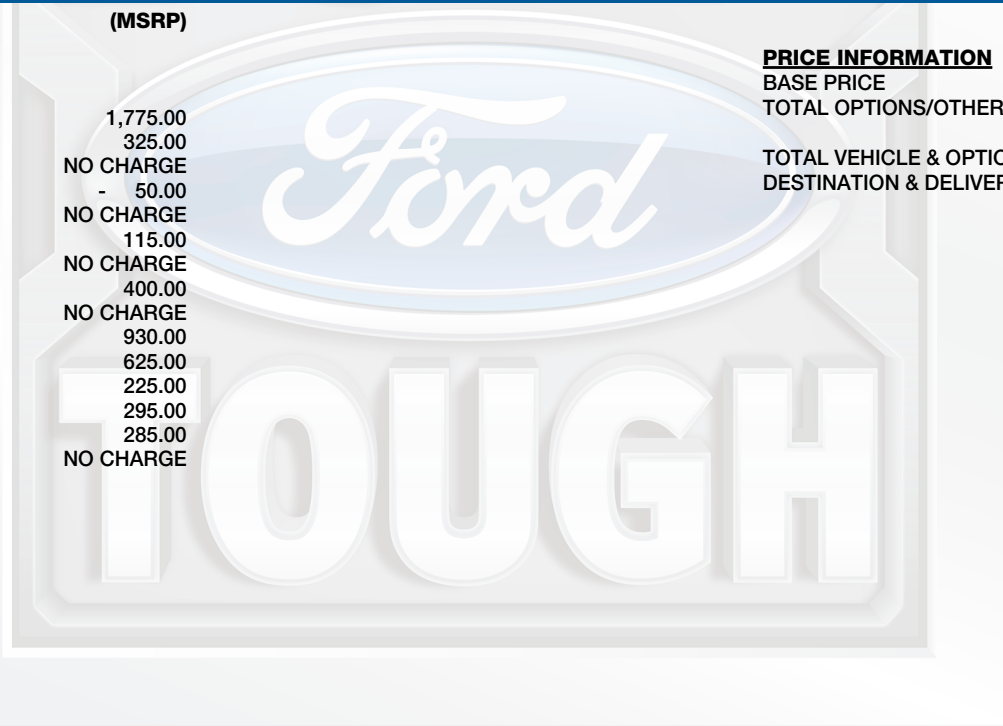 (MSRP)
1,775.00
325.00
NO CHARGE
- 50.00
NO CHARGE
115.00
NO CHARGE
400.00
NO CHARGE
930.00
625.00
225.00
295.00
285.00
NO CHARGE
PRICE INFORMATION
BASE PRICE
TOTAL OPTIONS/OTHER
TOTAL VEHICLE & OPTIO
DESTINATION & DELIVER
Ford
TOUGH